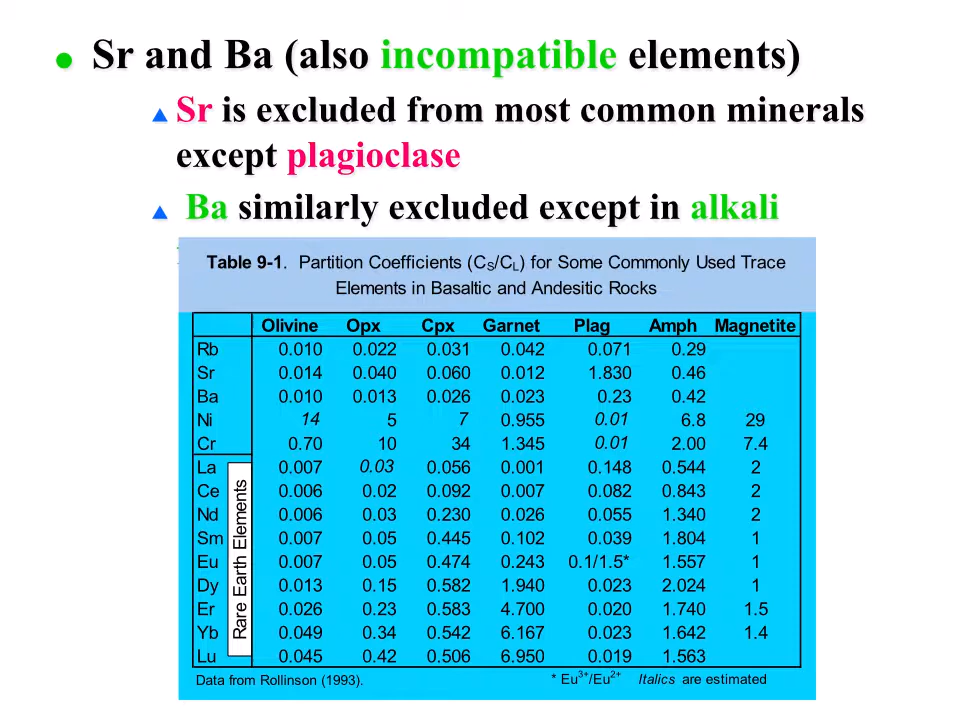 Sr and Ba (also incompatible elements)
Sr is excluded from most common minerals
except plagioclase
Ba similarly excluded except in alkali
Table 9-1. Partition Coefficients (CS/CL) for Some Commonly Used Trace
Elements in Basaltic and Andesitic Rocks
Olivine Opx Cpx Garnet Plag Amph Magnetite
Rb 0.010 0.022 0.031 0.042 0.071 0.29
Sr 0.014 0.040 0.060 0.012 1.830 0.46
Ba 0.010 0.013 0.026 0.023 0.23 0.42
Ni 14 5 7 0.955 0.01 6.8 29
Cr 0.70 10 34 1.345 0.01 2.00 7.4
Rare Earth Elements
La 0.007 0.03 0.056 0.001 0.148 0.544 2
Ce 0.006 0.02 0.092 0.007 0.082 0.843 2
Nd 0.006 0.03 0.230 0.026 0.055 1.340 2
Sm 0.007 0.05 0.445 0.102 0.039 1.804 1
Eu 0.007 0.05 0.474 0.243 0.1/1.5* 1.557 1
Dy 0.013 0.15 0.582 1.940 0.023 2.024 1
Er 0.026 0.23 0.583 4.700 0.020 1.740 1.5
Yb 0.049 0.34 0.542 6.167 0.023 1.642 1.4
Lu 0.045 0.42 0.506 6.950 0.019 1.563
Data from Rollinson (1993). * Eu3+/Eu2+ Italics are estimated